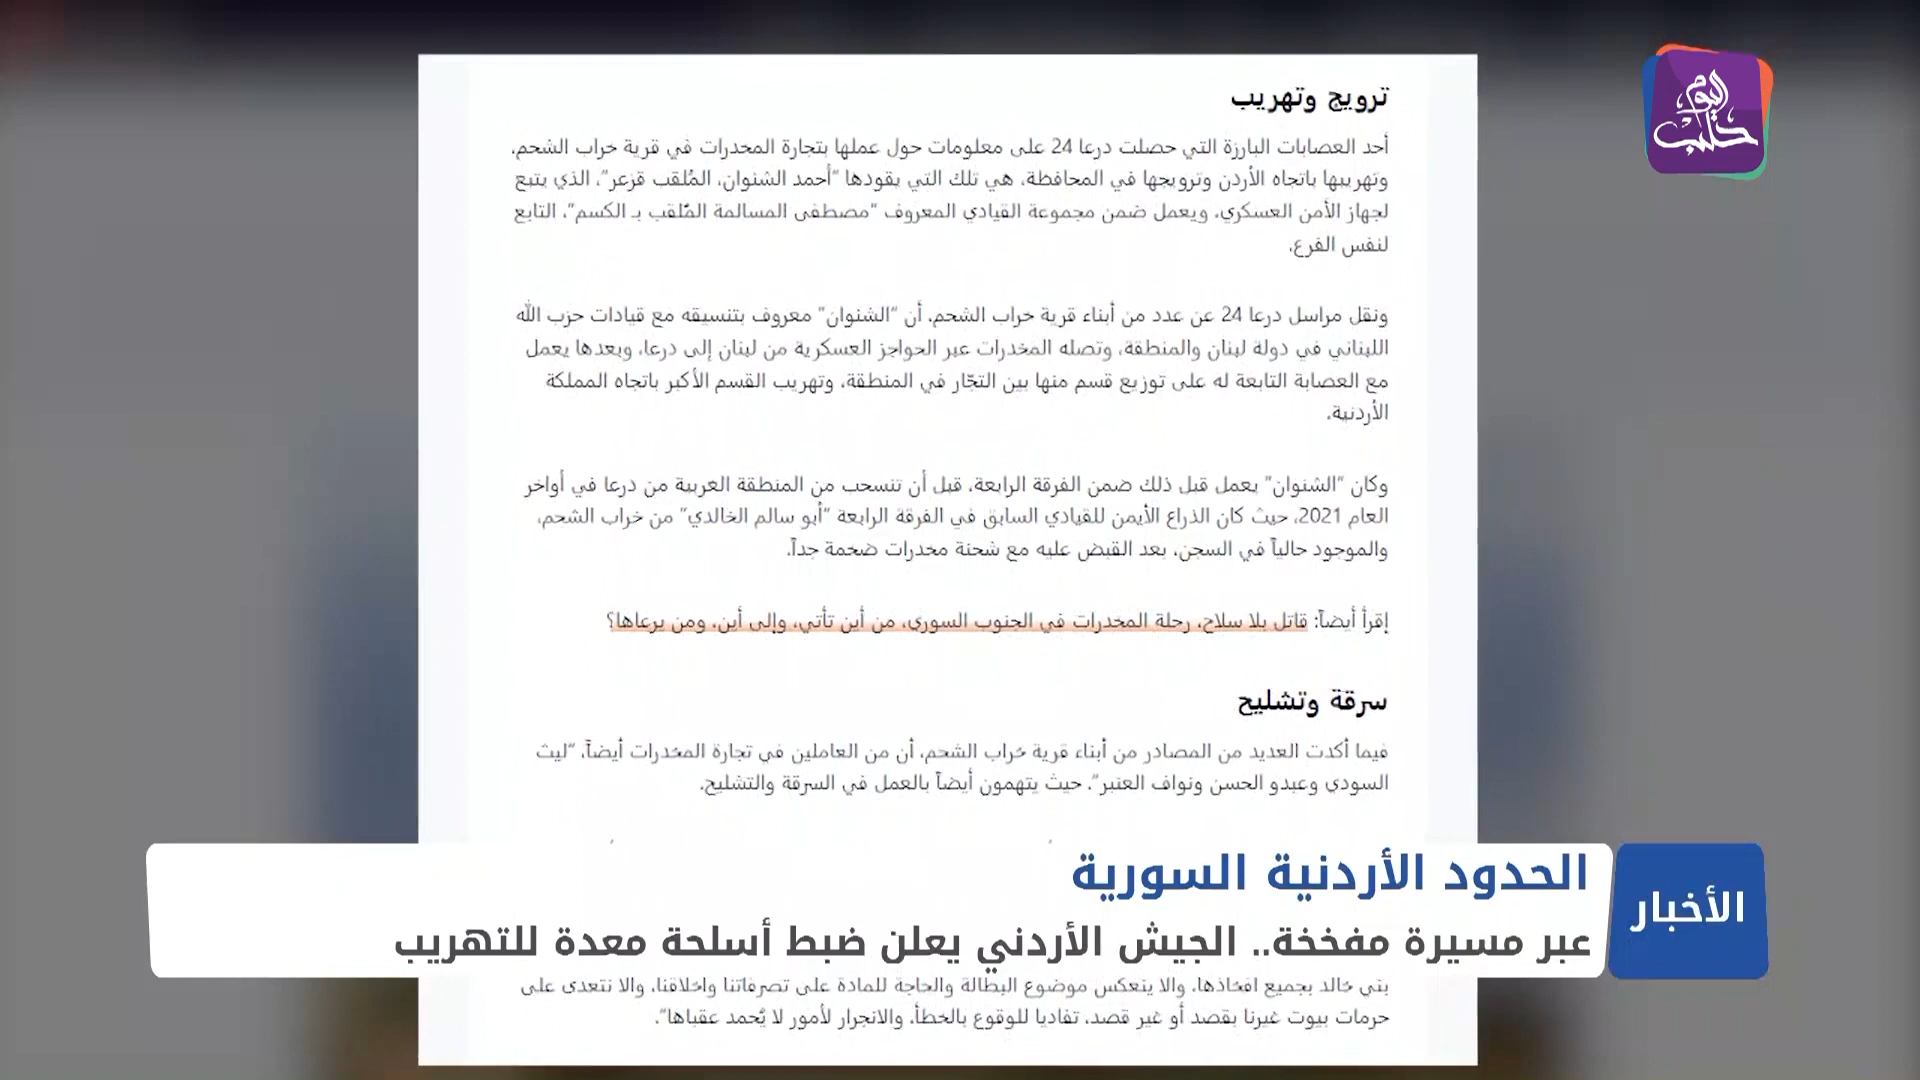 اليوم
حلب
ترويج وتهريب
أحد العصابات البارزة التي حصلت درعا 24 على معلومات حول عملها بتجارة المخدرات في قرية خراب الشحم،
وتهريبها باتجاه الأردن وترويجها في المحافظة، هي تلك التي يقودها "أحمد الشنوان، المُلقب قزعر"، الذي يتبع
لجهاز الأمن العسكري، ويعمل ضمن مجموعة القيادي المعروف "مصطفى المسالمة المُلقب بـ الكسم"، التابع
لنفس الفرع.
ونقل مراسل درعا 24 عن عدد من أبناء قرية خراب الشحم، أن "الشنوان" معروف بتنسيقه مع قيادات حزب الله
اللبناني في دولة لبنان والمنطقة، وتصله المخدرات عبر الحواجز العسكرية من لبنان إلى درعا، وبعدها يعمل
مع العصابة التابعة له على توزيع قسم منها بين التجّار في المنطقة، وتهريب القسم الأكبر باتجاه المملكة
الأردنية.
وكان "الشنوان" يعمل قبل ذلك ضمن الفرقة الرابعة، قبل أن تنسحب من المنطقة الغربية من درعا في أواخر
العام 2021، حيث كان الذراع الأيمن للقيادي السابق في الفرقة الرابعة "أبو سالم الخالدي" من خراب الشحم،
والموجود حالياً في السجن، بعد القبض عليه مع شحنة مخدرات ضخمة جداً.
إقرأ أيضاً: قاتل بلا سلاح، رحلة المخدرات في الجنوب السوري، من أين تأتي، وإلى أين، ومن يرعاها؟
سرقة وتشليح
فيما أكدت العديد من المصادر من أبناء قرية خراب الشحم، أن من العاملين في تجارة المخدرات أيضاً، "ليث
السودي وعبدو الحسن ونواف العنبر"، حيث يتهمون أيضاً بالعمل في السرقة والتشليح.
الأخبار
الحدود الأردنية السورية
عبر مسيرة مفخخة.. الجيش الأردني يعلن ضبط أسلحة معدة للتهريب
بني خالد بجميع افخاذها، والا ينعكس موضوع البطالة والحاجة للمادة على تصرفاتنا واخلاقنا، والا نتعدى على
حرمات بيوت غيرنا بقصد أو غير قصد، تفاديا للوقوع بالخطأ، والانجرار لأمور لا يُحمد عقباها".